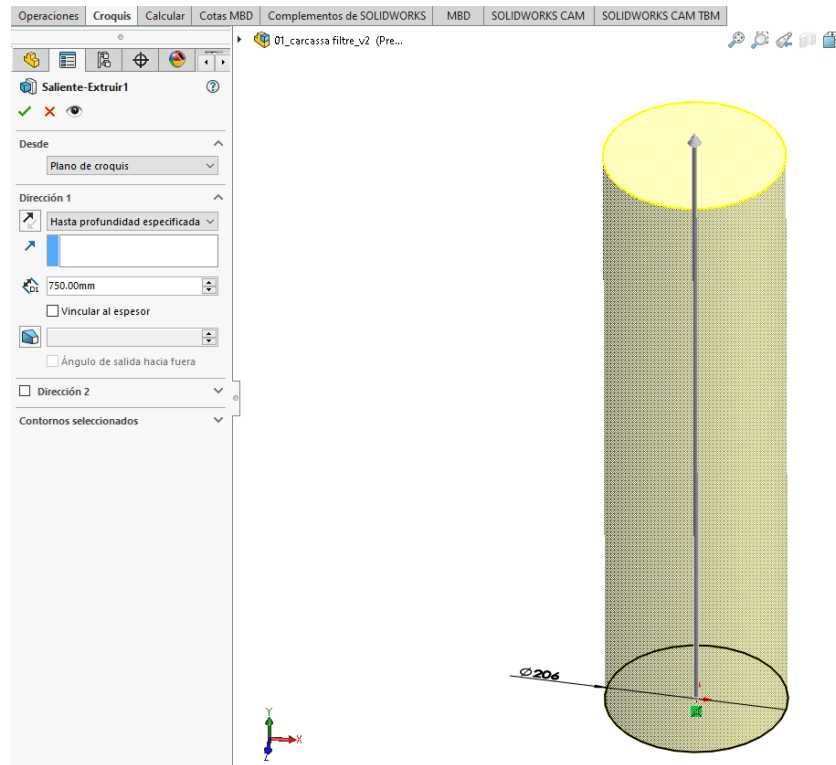 Operaciones Croquis Calcular Cotas MBD Complementos de SOLIDWORKS MBD SOLIDWORKS CAM SOLIDWORKS CAM TBM
01_carcassa filtre_v2 (Pre...
Saliente-Extruir1
Desde
Plano de croquis
Dirección 1
Hasta profundidad especificada
D1 750.00mm
Vincular al espesor
Ángulo de salida hacia fuera
Dirección 2
Contornos seleccionados
Ø206
Y
X
Z